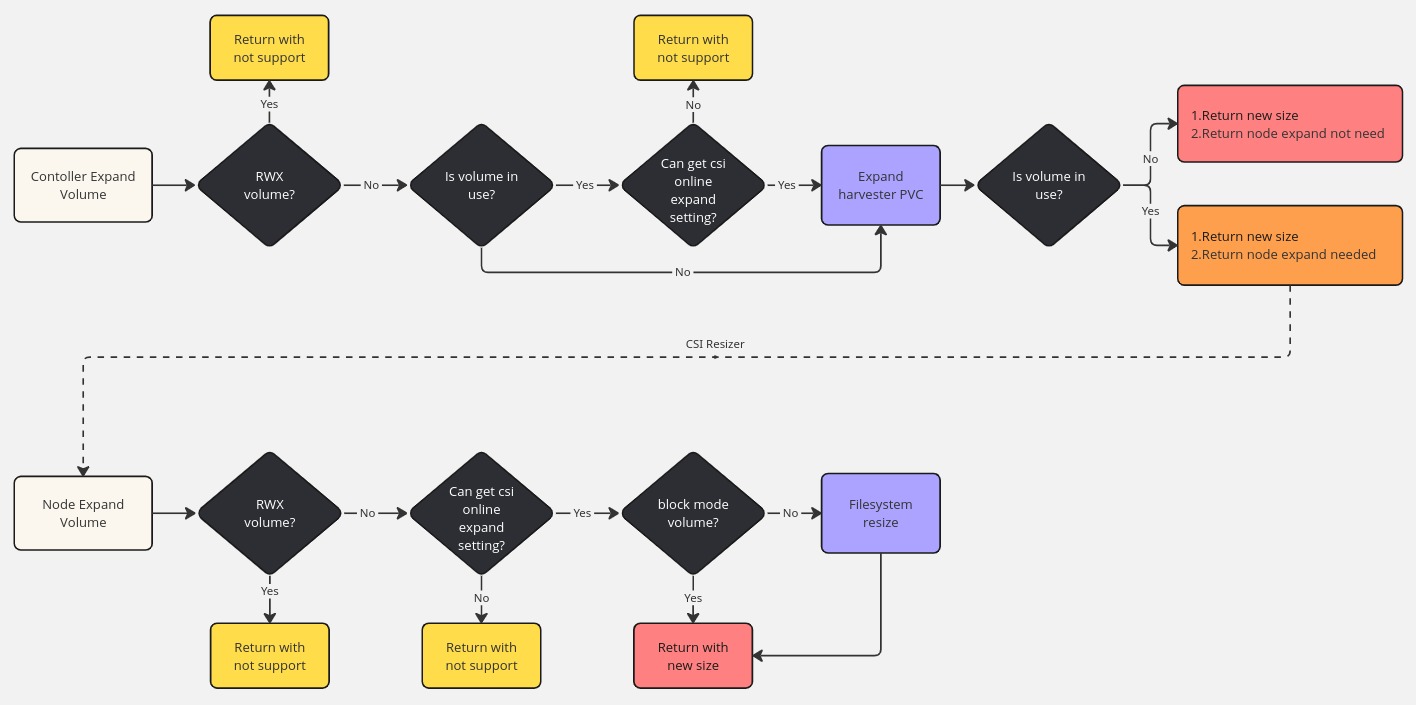 Return with
not support
Return with
not support
Yes
No
Contoller Expand
Volume
RWX
volume?
No
Is volume in
use?
Yes
Can get csi
online
expand
setting?
Yes
Expand
harvester PVC
Is volume in
use?
No
Yes
1.Return new size
2.Return node expand not need
1.Return new size
2.Return node expand needed
No
CSI Resizer
Node Expand
Volume
RWX
volume?
No
Can get csi
online
expand
setting?
Yes
block mode
volume?
No
Filesystem
resize
Yes
No
Yes
Return with
not support
Return with
not support
Return with
new size